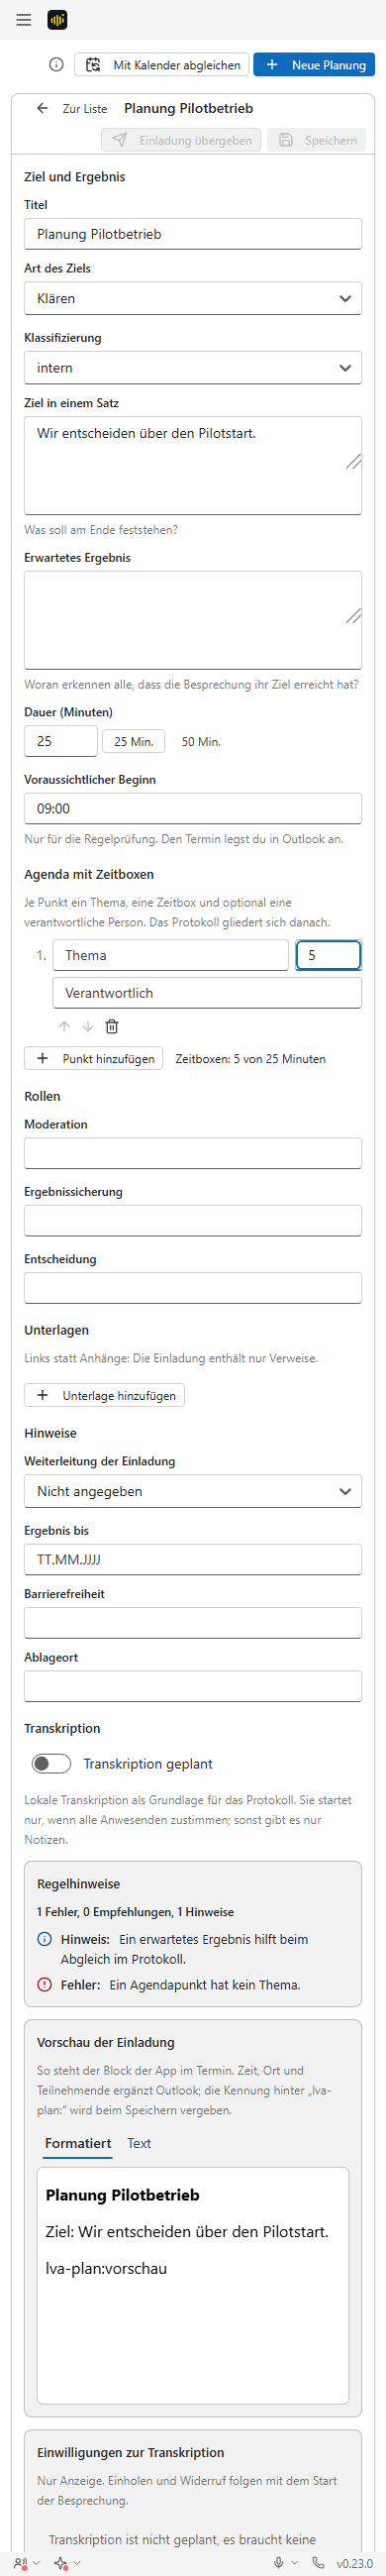 Mit Kalender abgleichen
Neue Planung
Zur Liste
Planung Pilotbetrieb
Einladung übergeben
Speichern
Ziel und Ergebnis
Titel
Planung Pilotbetrieb
Art des Ziels
Klären
Klassifizierung
intern
Ziel in einem Satz
Wir entscheiden über den Pilotstart.
Was soll am Ende feststehen?
Erwartetes Ergebnis
Woran erkennen alle, dass die Besprechung ihr Ziel erreicht hat?
Dauer (Minuten)
25
25 Min.
50 Min.
Voraussichtlicher Beginn
09:00
Nur für die Regelprüfung. Den Termin legst du in Outlook an.
Agenda mit Zeitboxen
Je Punkt ein Thema, eine Zeitbox und optional eine
verantwortliche Person. Das Protokoll gliedert sich danach.
1. Thema 5
Verantwortlich
Punkt hinzufügen
Zeitboxen: 5 von 25 Minuten
Rollen
Moderation
Ergebnissicherung
Entscheidung
Unterlagen
Links statt Anhänge: Die Einladung enthält nur Verweise.
Unterlage hinzufügen
Hinweise
Weiterleitung der Einladung
Nicht angegeben
Ergebnis bis
TT.MM.JJJJ
Barrierefreiheit
Ablageort
Transkription
Transkription geplant
Lokale Transkription als Grundlage für das Protokoll. Sie startet
nur, wenn alle Anwesenden zustimmen; sonst gibt es nur
Notizen.
Regelhinweise
1 Fehler, 0 Empfehlungen, 1 Hinweise
Hinweis: Ein erwartetes Ergebnis hilft beim
Abgleich im Protokoll.
Fehler: Ein Agendapunkt hat kein Thema.
Vorschau der Einladung
So steht der Block der App im Termin. Zeit, Ort und
Teilnehmende ergänzt Outlook; die Kennung hinter „lva-
plan:“ wird beim Speichern vergeben.
Formatiert
Text
Planung Pilotbetrieb
Ziel: Wir entscheiden über den Pilotstart.
lva-plan:vorschau
Einwilligungen zur Transkription
Nur Anzeige. Einholen und Widerruf folgen mit dem Start
der Besprechung.
Transkription ist nicht geplant, es braucht keine
v0.23.0